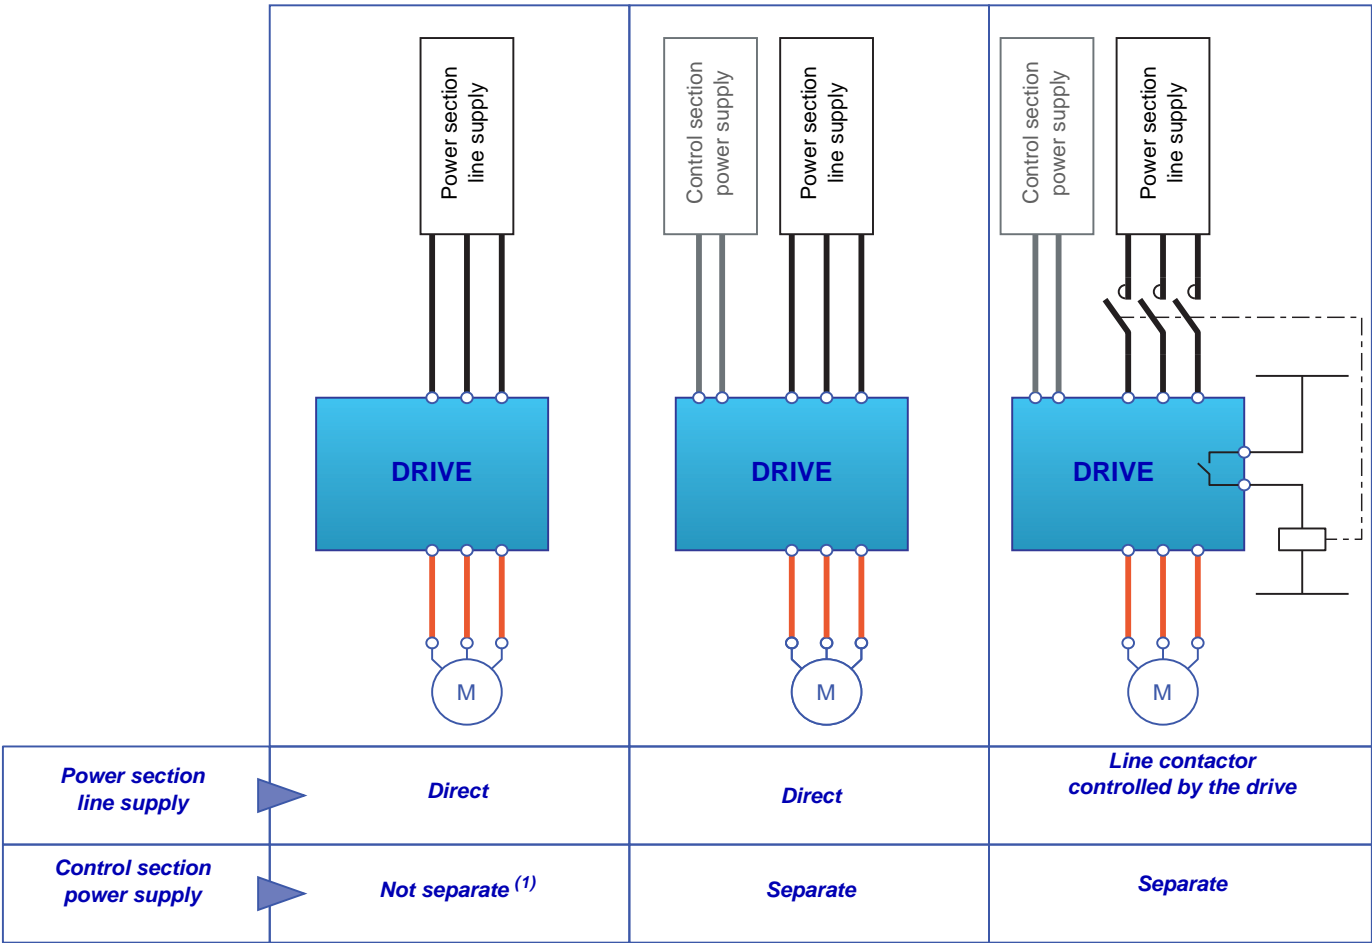 Power section
line supply
Control section
power supply
Power section
line supply
Control section
power supply
Power section
line supply
DRIVE
DRIVE
DRIVE
M
M
M
Power section
line supply
Direct
Direct
Line contactor
controlled by the drive
Control section
power supply
Not separate (1)
Separate
Separate